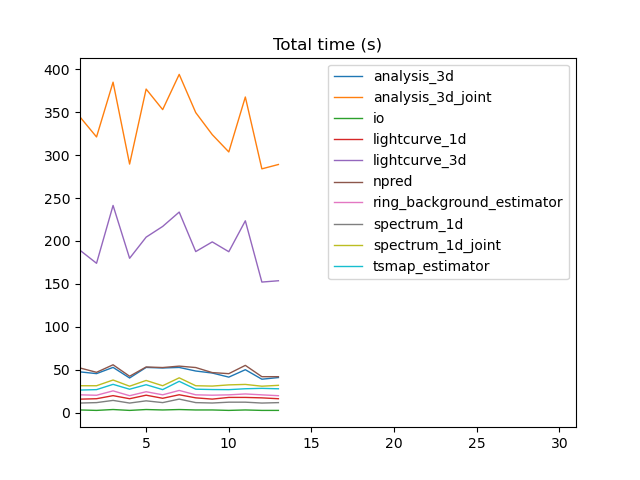 Total time (s)
400
350
300
250
200
150
100
50
0
5
10
15
20
25
30
analysis_3d
analysis_3d_joint
io
lightcurve_1d
lightcurve_3d
npred
ring_background_estimator
spectrum_1d
spectrum_1d_joint
tsmap_estimator